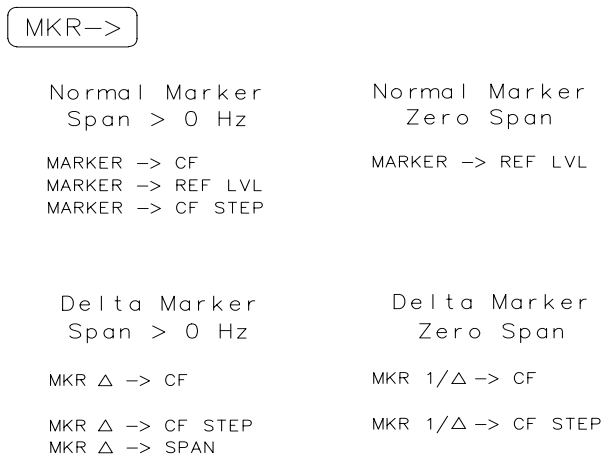 MKR->
Normal Marker
Span > 0 Hz
MARKER -> CF
MARKER -> REF LVL
MARKER -> CF STEP
Normal Marker
Zero Span
MARKER -> REF LVL
Delta Marker
Span > 0 Hz
MKR △ -> CF
MKR △ -> CF STEP
MKR △ -> SPAN
Delta Marker
Zero Span
MKR 1/△ -> CF
MKR 1/△ -> CF STEP